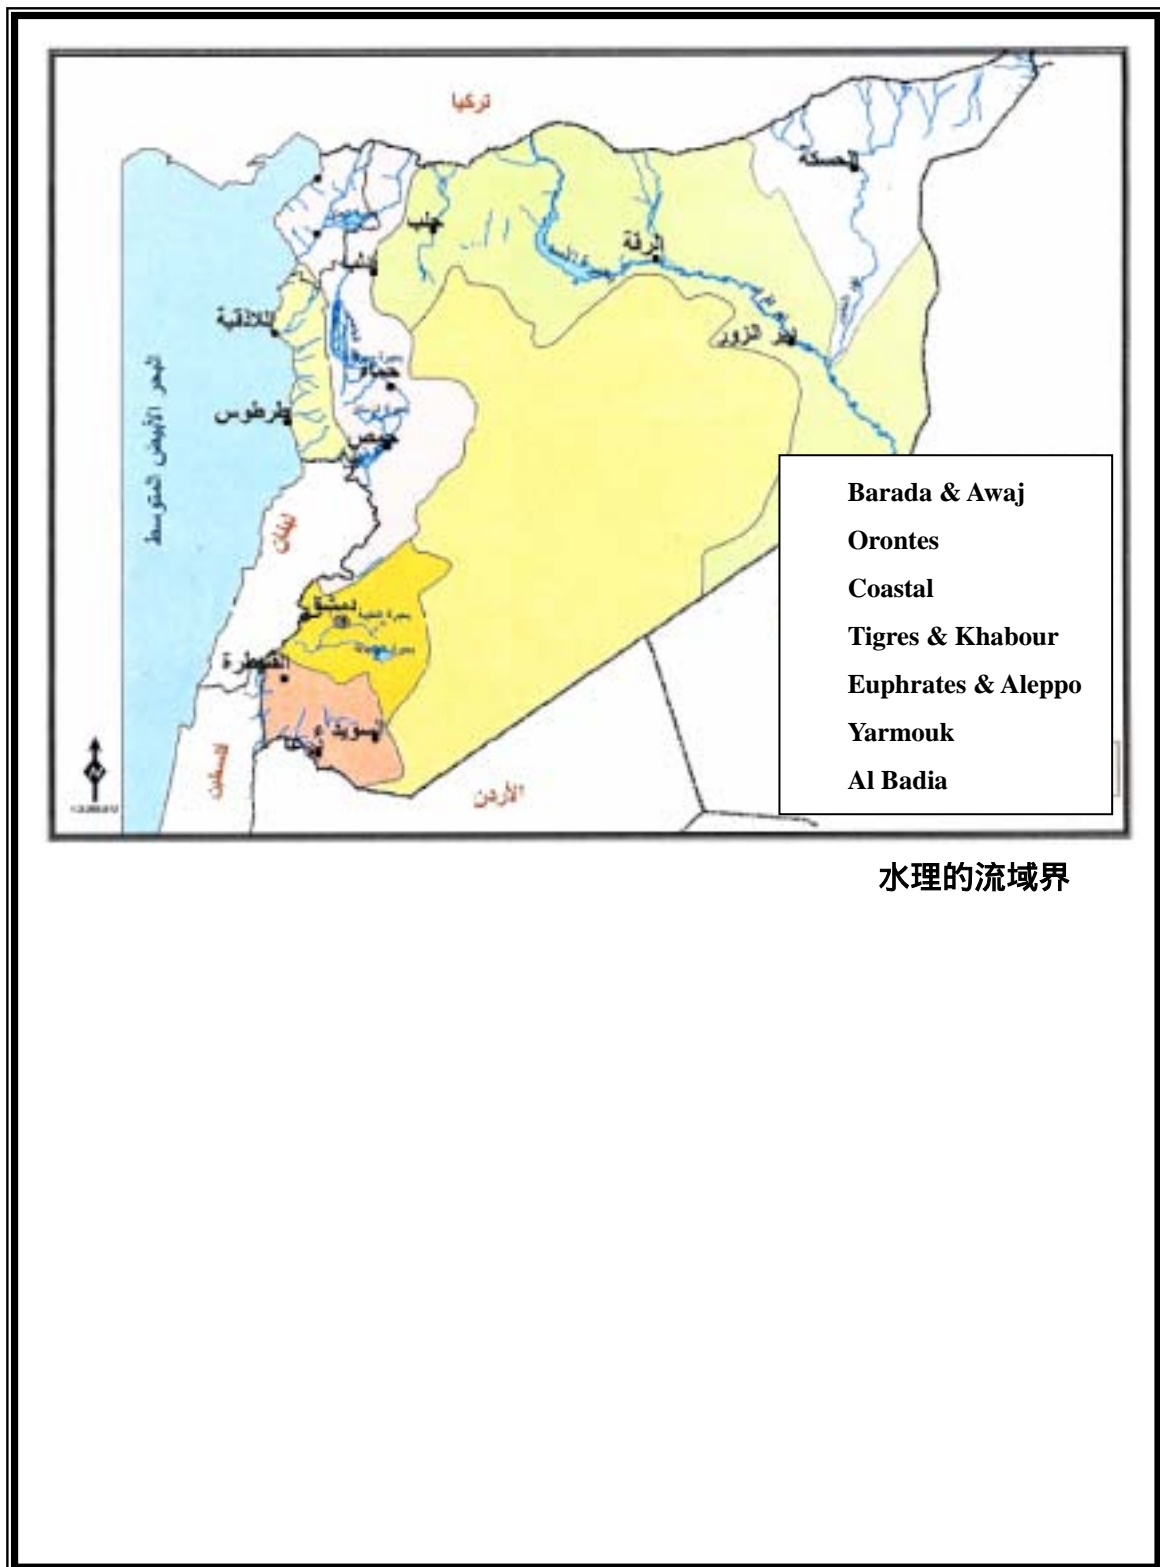 تركيا
الحسكة
حلب
الرقة
اللاذقية
دير الزور
حماة
طرطوس
حمص
البحر الأبيض المتوسط
لبنان
دمشق
القنيطرة
السويداء
فلسطين
الأردن
N
Barada & Awaj
Orontes
Coastal
Tigres & Khabour
Euphrates & Aleppo
Yarmouk
Al Badia
水理的流域界